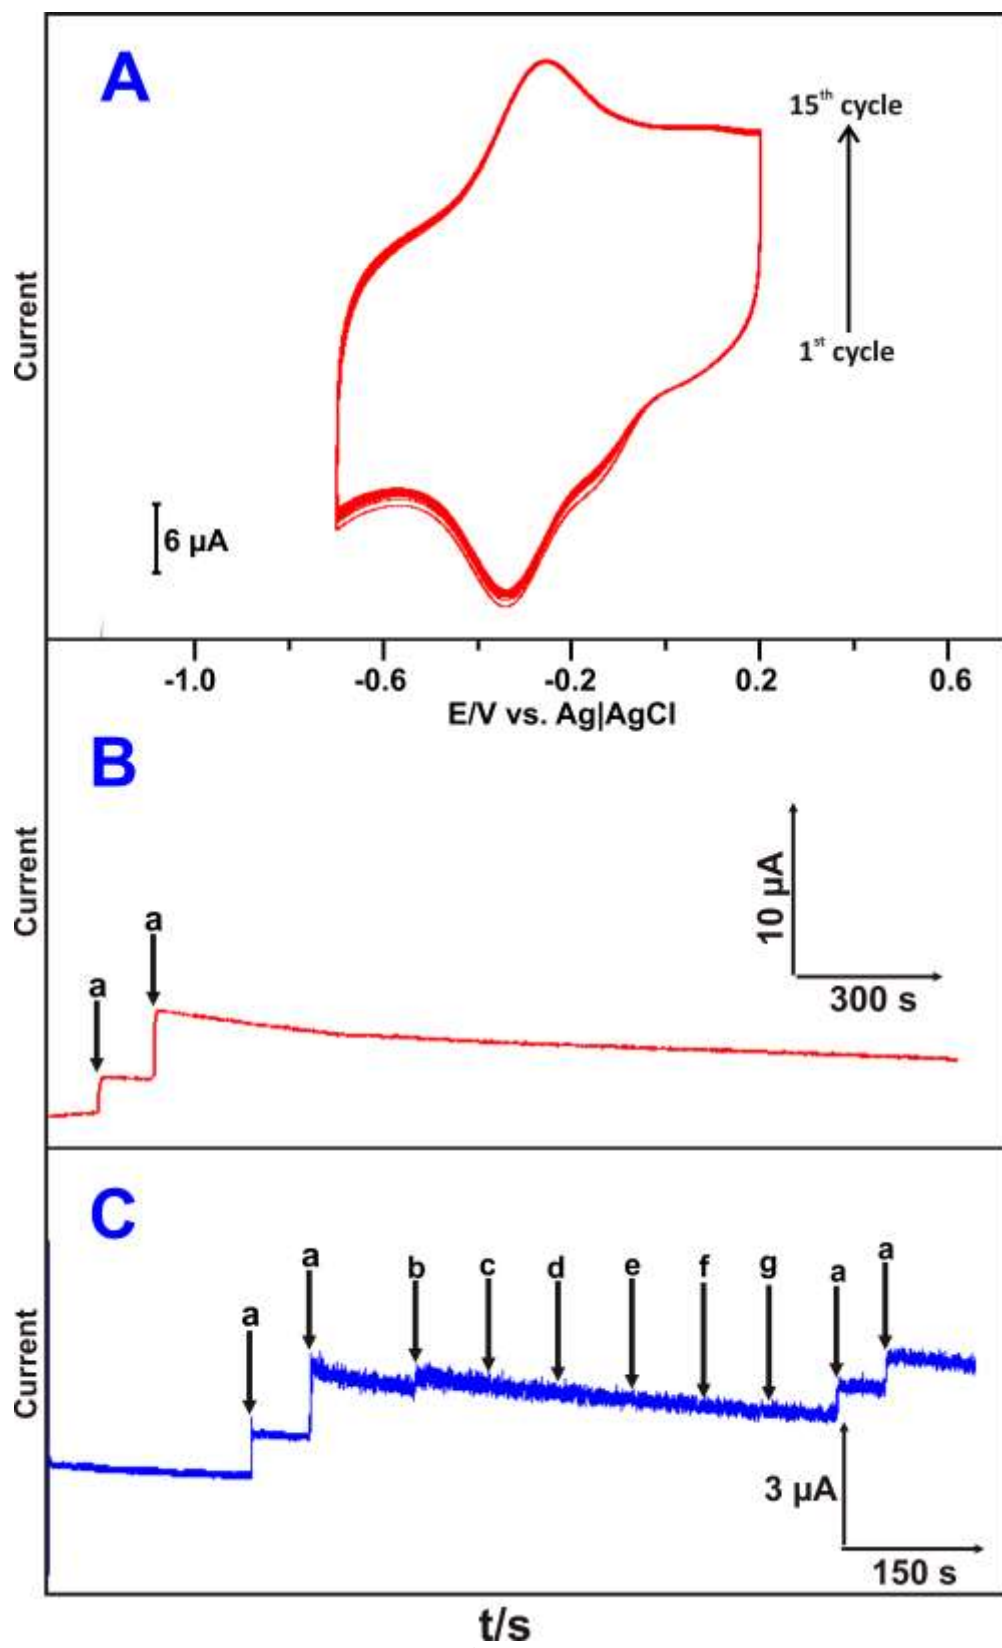 A
15th cycle
Current
1st cycle
6 µA
-1.0 -0.6 -0.2 0.2 0.6
E/V vs. Ag|AgCl
B
Current
10 µA
a
a
300 s
C
a a b c d e f g a a
Current
3 µA
150 s
t/s